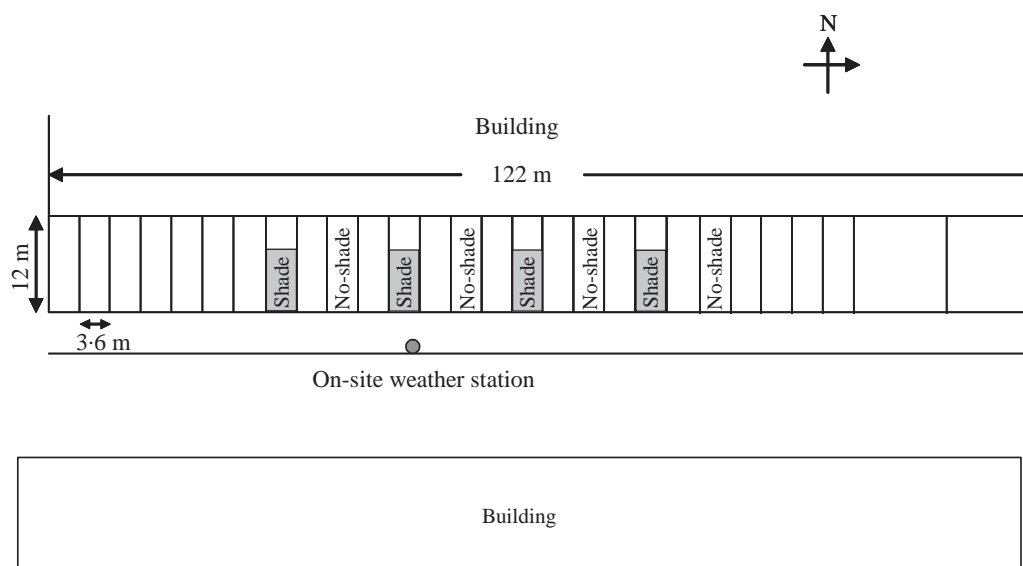 N
Building
122 m
12 m
Shade
No-shade
Shade
No-shade
Shade
No-shade
Shade
No-shade
3·6 m
On-site weather station
Building